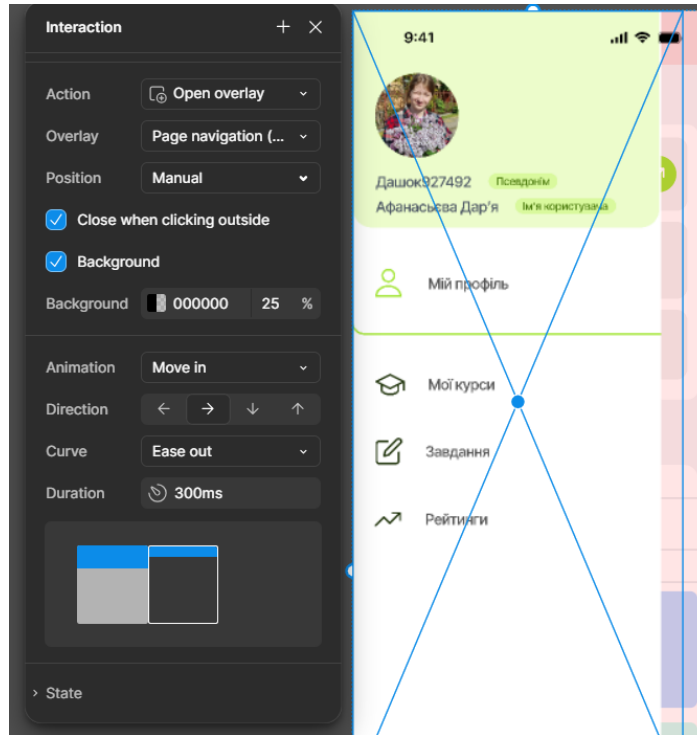 Interaction
Action Open overlay
Overlay Page navigation (...
Position Manual
Close when clicking outside
Background
Background 000000 25 %
Animation Move in
Direction
Curve Ease out
Duration 300ms
State
9:41
Дашок927492 Псевдонім
Афанасьєва Дар'я Ім'я користувача
Мій профіль
Мої курси
Завдання
Рейтинги